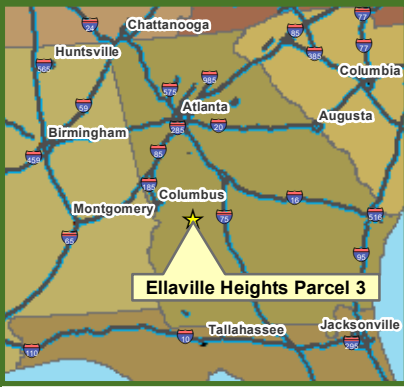 77
24
Chattanooga
85
Huntsville
385
77
565
575
985
Columbia
59
Atlanta
Augusta
285
20
Birmingham
459
85
185
Columbus
16
Montgomery
75
516
65
95
Ellaville Heights Parcel 3
Tallahassee
Jacksonville
110
10
295